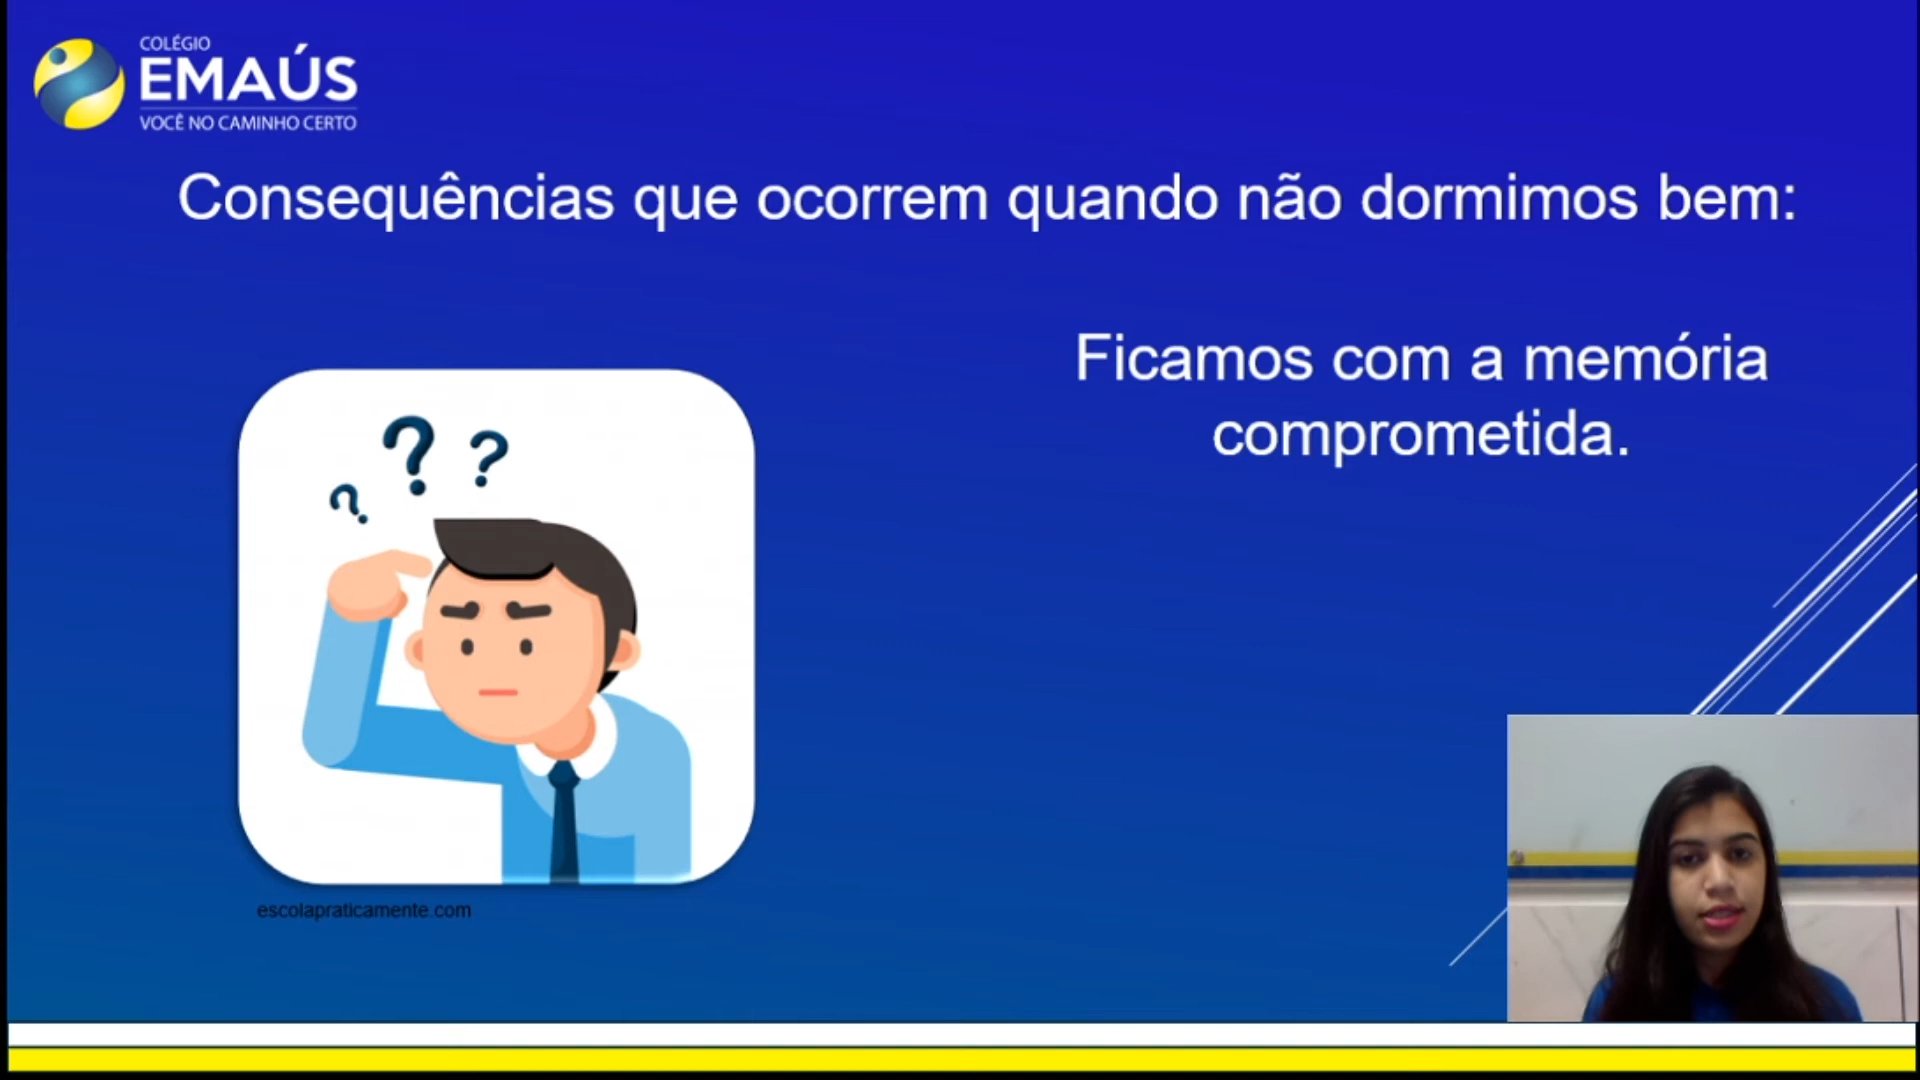 COLÉGIO
EMAÚS
VOCÊ NO CAMINHO CERTO
Consequências que ocorrem quando não dormimos bem:
Ficamos com a memória
comprometida.
? ? ?
escolapraticamente.com